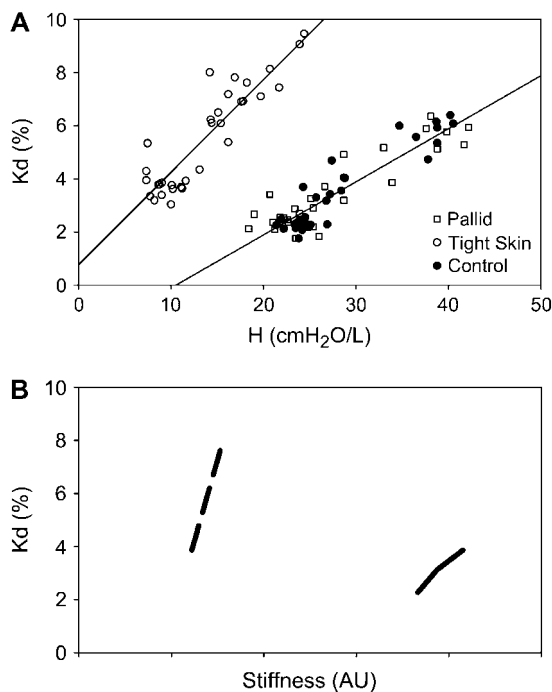 A
10
8
6
4
2
0
Kd (%)
□ Pallid
○ Tight Skin
● Control
0 10 20 30 40 50
H (cmH₂O/L)
B
10
8
6
4
2
0
Kd (%)
Stiffness (AU)